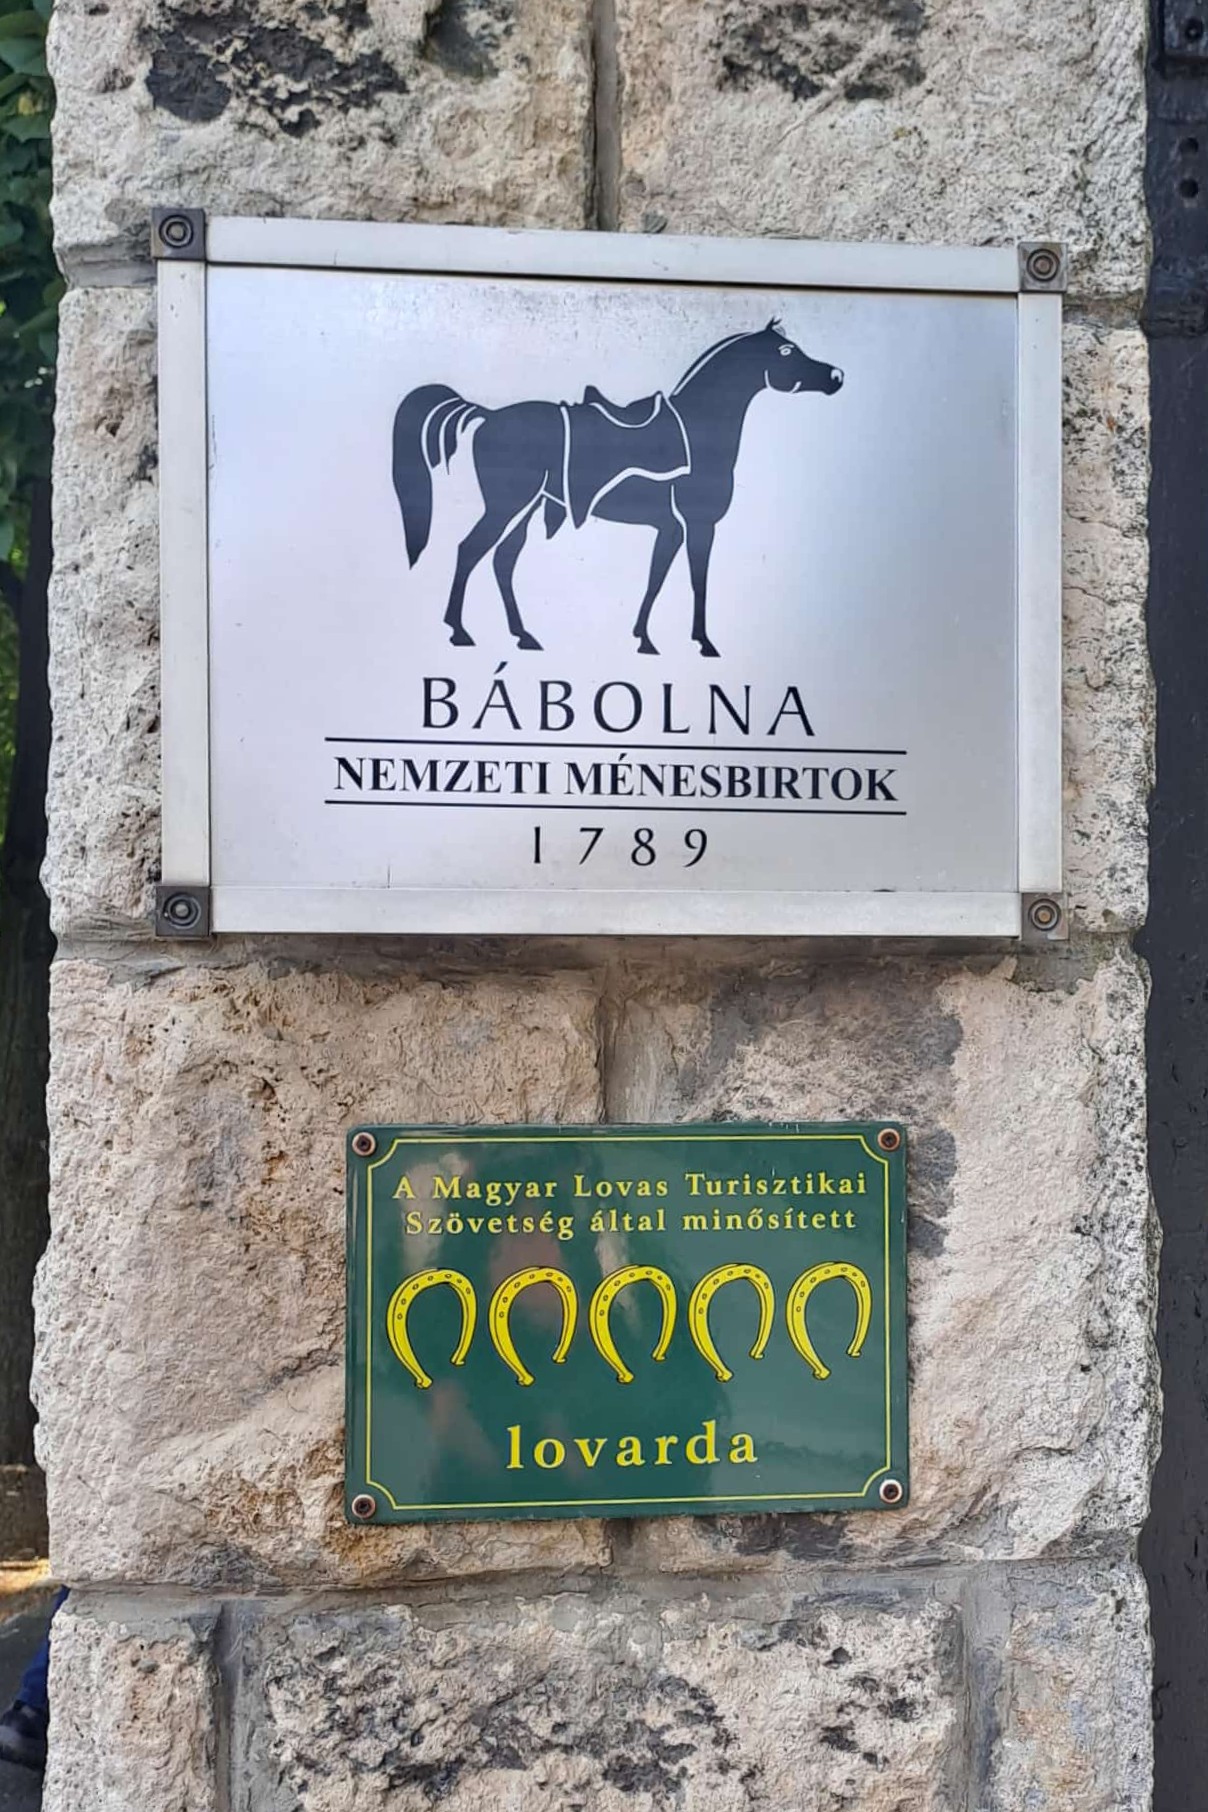 BÁBOLNA
NEMZETI MÉNESBIRTOK
1789
A Magyar Lovas Turisztikai
Szövetség által minősített
lovarda